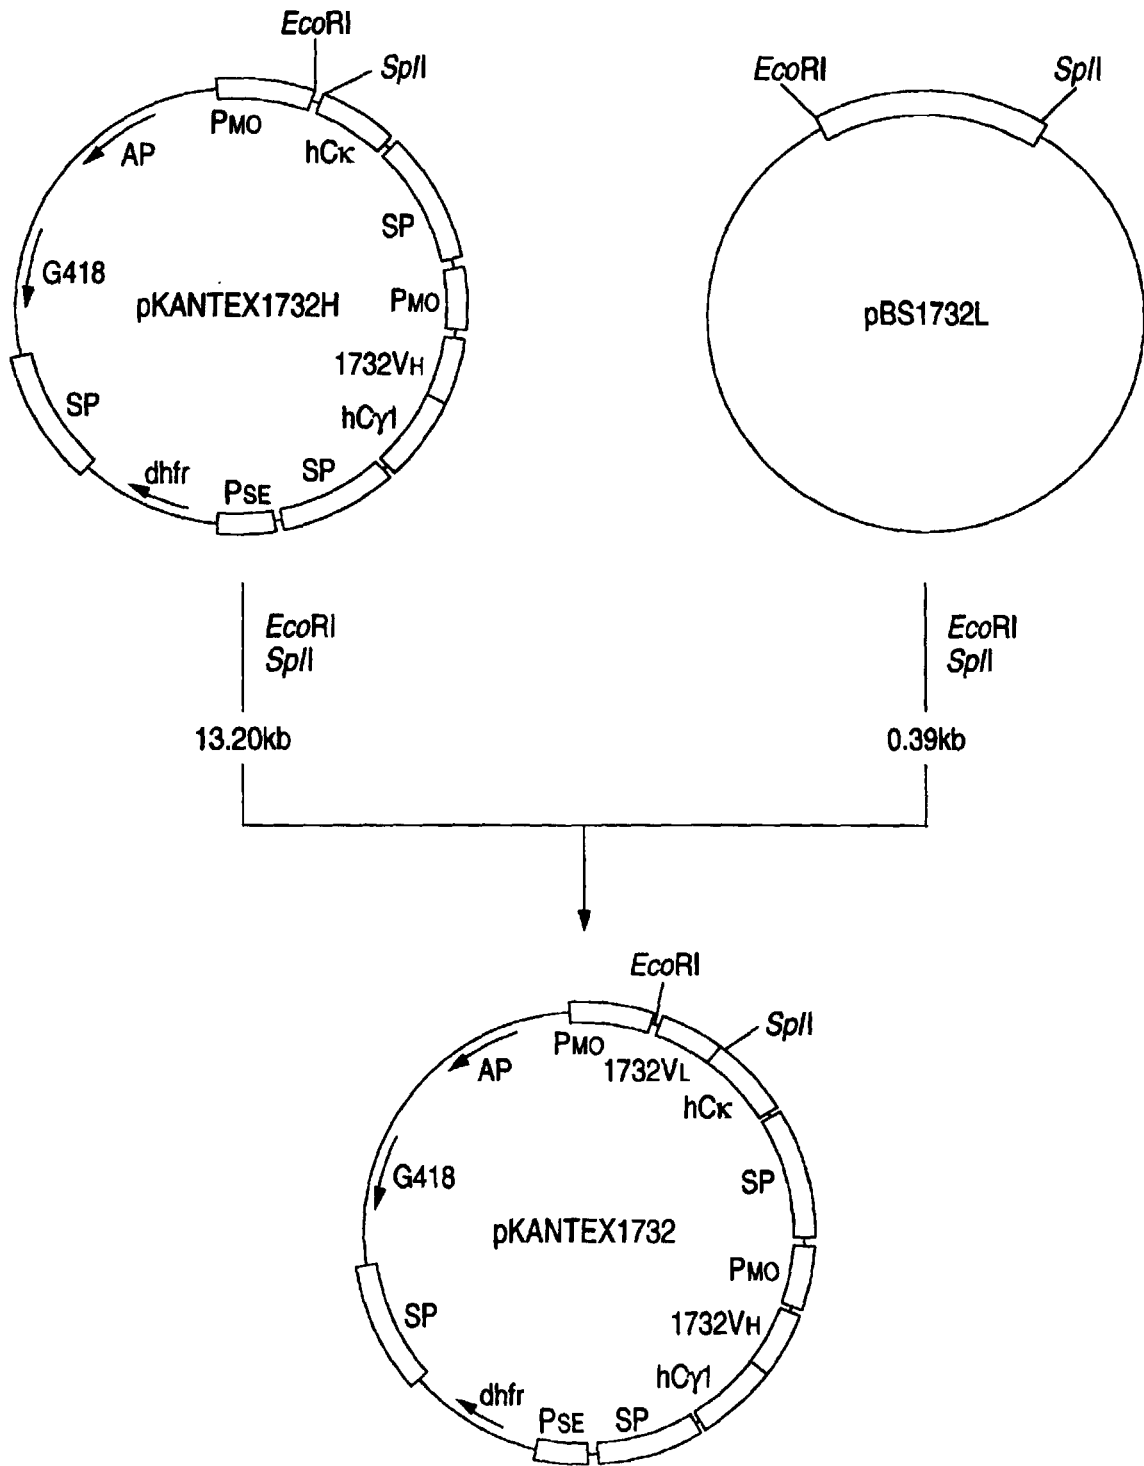 EcoRI
SplI
PMO
hCκ
AP
SP
G418
pKANTEX1732H
PMO
1732VH
hCγ1
SP
SP
dhfr
PSE
EcoRI
SplI
pBS1732L
EcoRI
SplI
13.20kb
EcoRI
SplI
0.39kb
EcoRI
SplI
PMO
1732VL
hCκ
AP
SP
G418
pKANTEX1732
PMO
1732VH
hCγ1
SP
SP
dhfr
PSE